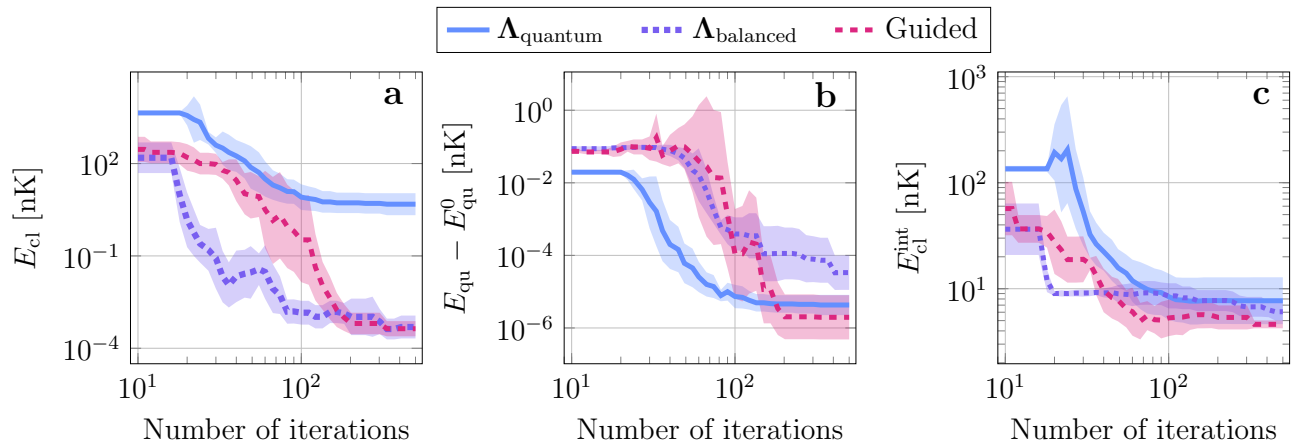 Λquantum Λbalanced Guided
a
E_cl [nK]
10^2
10^−1
10^−4
10^1 10^2
Number of iterations
b
E_qu − E_qu^0 [nK]
10^0
10^−2
10^−4
10^−6
10^1 10^2
Number of iterations
c
E_cl^int [nK]
10^3
10^2
10^1
10^1 10^2
Number of iterations